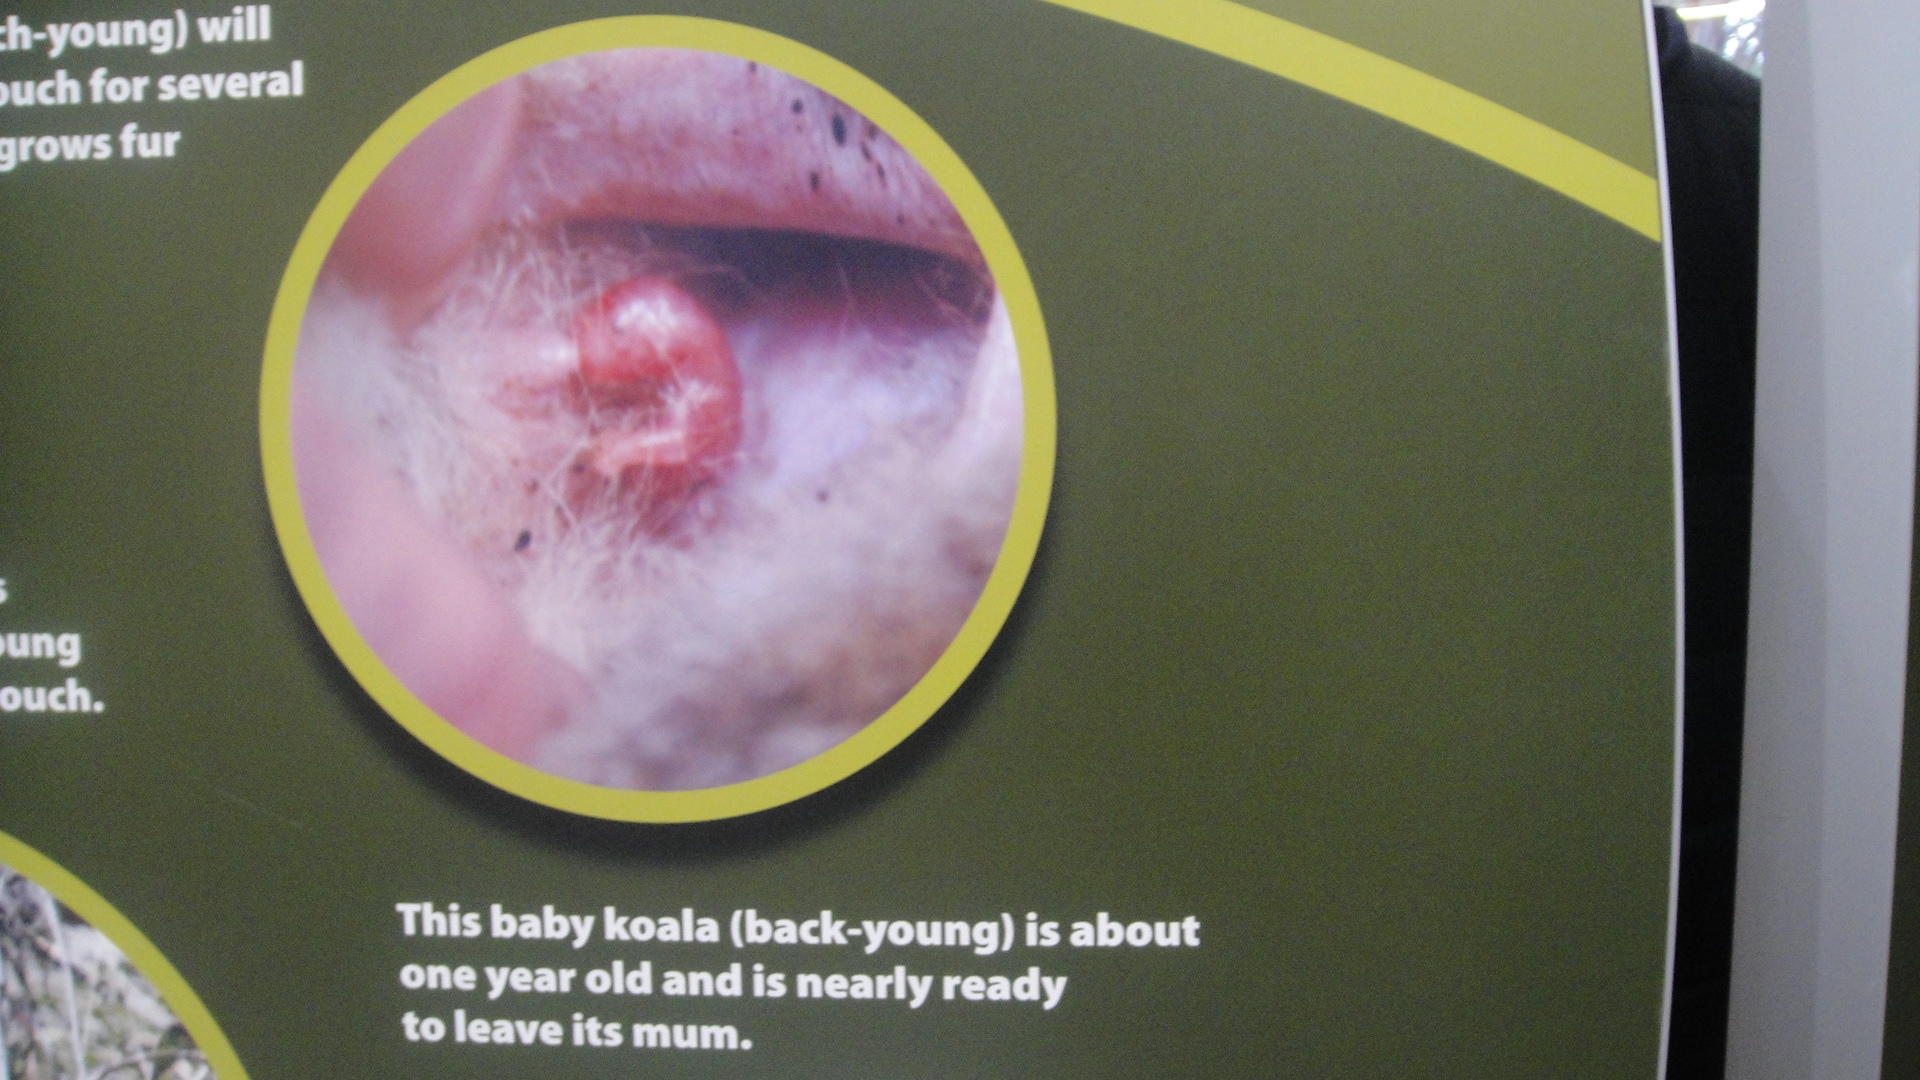 ch-young) will
ouch for several
grows fur
s
oung
ouch.
This baby koala (back-young) is about
one year old and is nearly ready
to leave its mum.